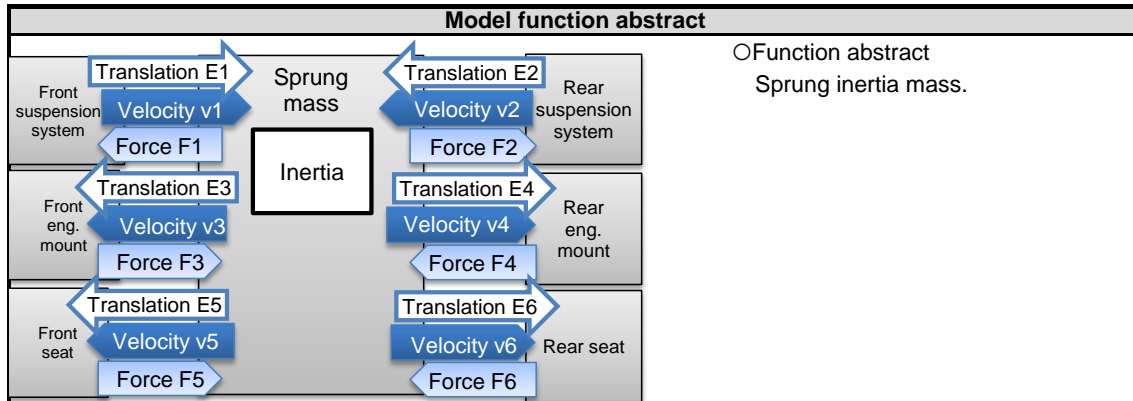 Model function abstract
Translation E1
Sprung
mass
Translation E2
Front
suspension
system
Velocity v1
Velocity v2
Rear
suspension
system
Force F1
Force F2
Inertia
Translation E3
Translation E4
Front
eng.
mount
Velocity v3
Velocity v4
Rear
eng.
mount
Force F3
Force F4
Translation E5
Translation E6
Front
seat
Velocity v5
Velocity v6
Rear seat
Force F5
Force F6
○Function abstract
Sprung inertia mass.